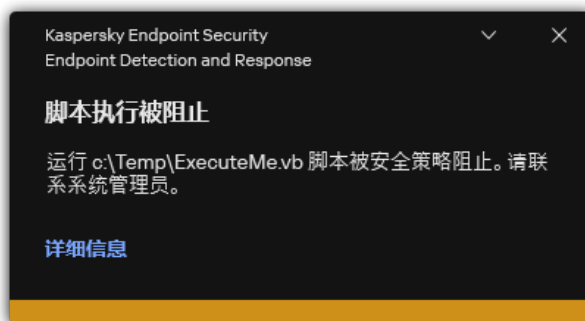 Kaspersky Endpoint Security
Endpoint Detection and Response
脚本执行被阻止
运行 c:\Temp\ExecuteMe.vb 脚本被安全策略阻止。请联
系系统管理员。
详细信息